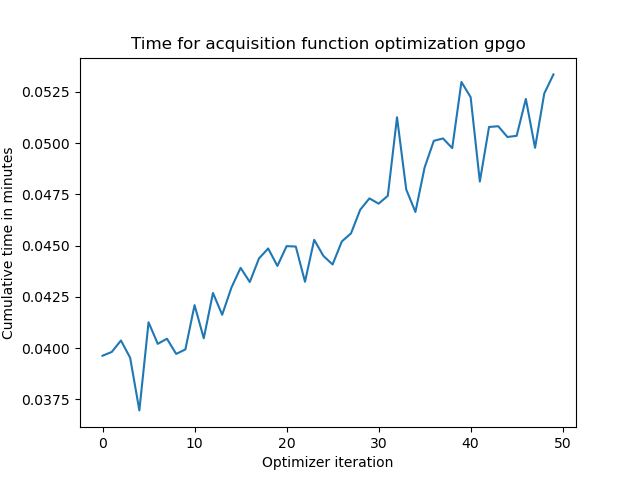 Time for acquisition function optimization gpgo
Cumulative time in minutes
0.0525
0.0500
0.0475
0.0450
0.0425
0.0400
0.0375
0 10 20 30 40 50
Optimizer iteration